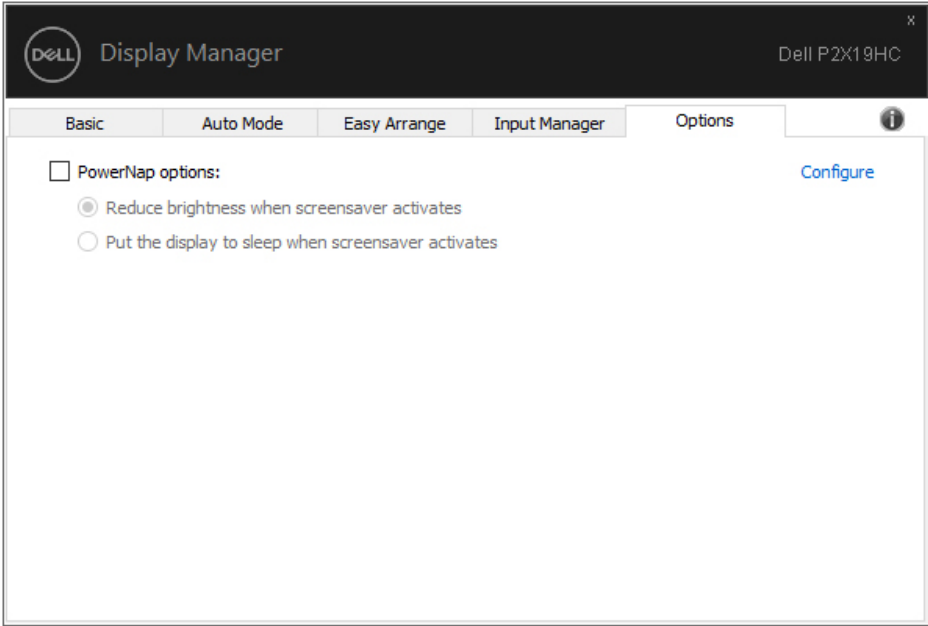 x
DELL Display Manager Dell P2X19HC
Basic Auto Mode Easy Arrange Input Manager Options i
PowerNap options: Configure
Reduce brightness when screensaver activates
Put the display to sleep when screensaver activates